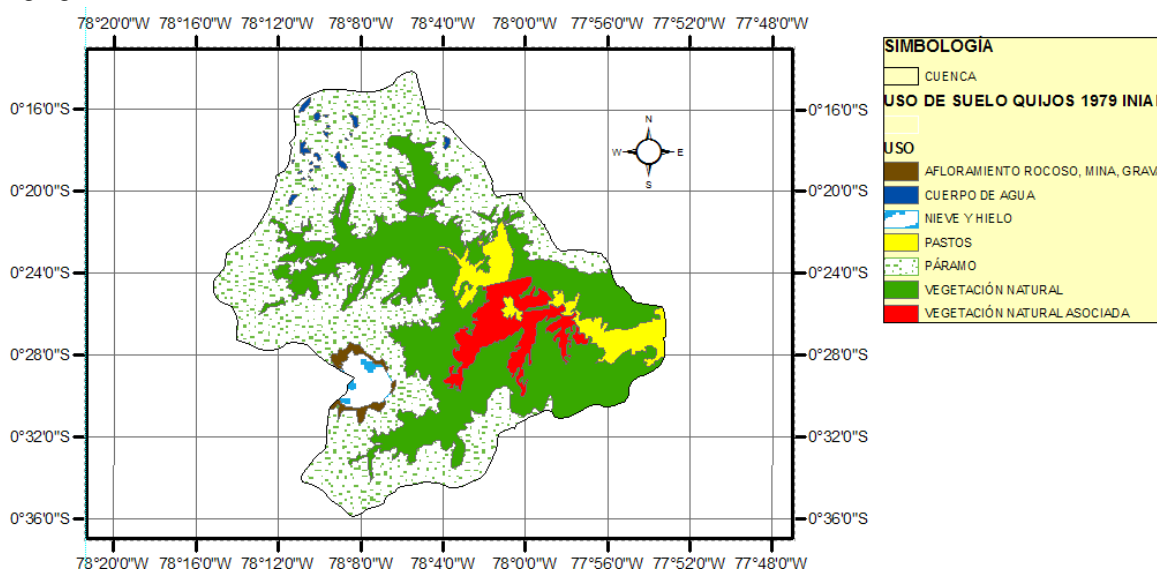 78°20'0"W 78°16'0"W 78°12'0"W 78°8'0"W 78°4'0"W 78°0'0"W 77°56'0"W 77°52'0"W 77°48'0"W
0°16'0"S 0°16'0"S
0°20'0"S 0°20'0"S
0°24'0"S 0°24'0"S
0°28'0"S 0°28'0"S
0°32'0"S 0°32'0"S
0°36'0"S 0°36'0"S
78°20'0"W 78°16'0"W 78°12'0"W 78°8'0"W 78°4'0"W 78°0'0"W 77°56'0"W 77°52'0"W 77°48'0"W
N
W E
S
SIMBOLOGÍA
CUENCA
USO DE SUELO QUIJOS 1979 INIA
USO
AFLORAMIENTO ROCOSO, MINA, GRAV
CUERPO DE AGUA
NIEVE Y HIELO
PASTOS
PÁRAMO
VEGETACIÓN NATURAL
VEGETACIÓN NATURAL ASOCIADA